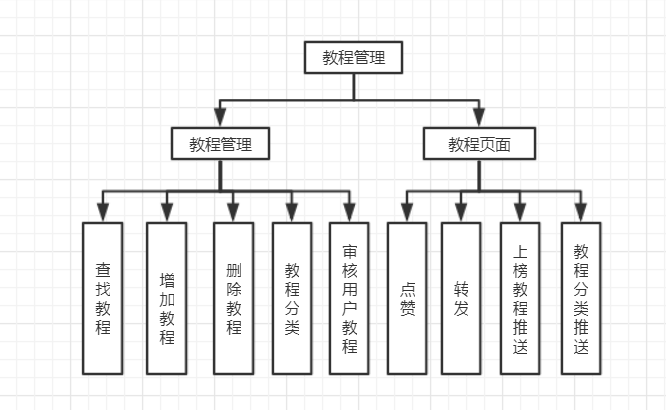 教程管理
教程管理
教程页面
查找教程
增加教程
删除教程
教程分类
审核用户教程
点赞
转发
上榜教程推送
教程分类推送